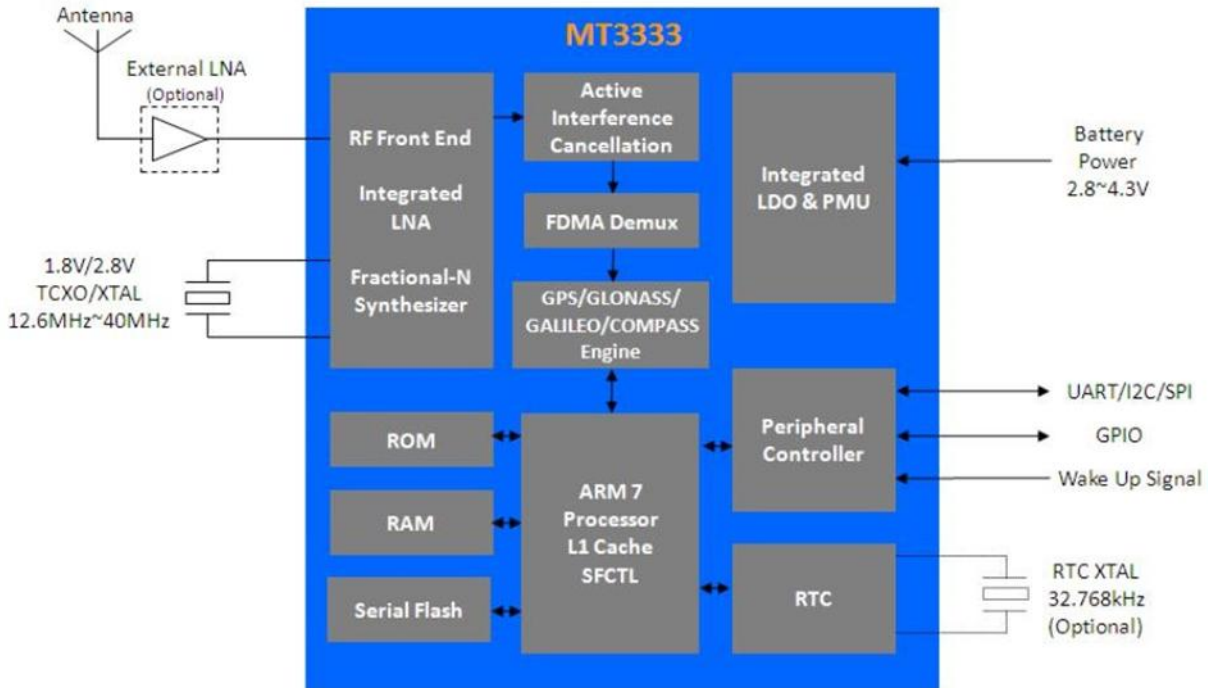 Antenna
External LNA
(Optional)
1.8V/2.8V
TCXO/XTAL
12.6MHz~40MHz
MT3333
RF Front End
Integrated
LNA
Fractional-N
Synthesizer
Active
Interference
Cancellation
FDMA Demux
GPS/GLONASS/
GALILEO/COMPASS
Engine
Integrated
LDO & PMU
Battery
Power
2.8~4.3V
ROM
RAM
Serial Flash
ARM 7
Processor
L1 Cache
SFCTL
Peripheral
Controller
UART/I2C/SPI
GPIO
Wake Up Signal
RTC
RTC XTAL
32.768kHz
(Optional)